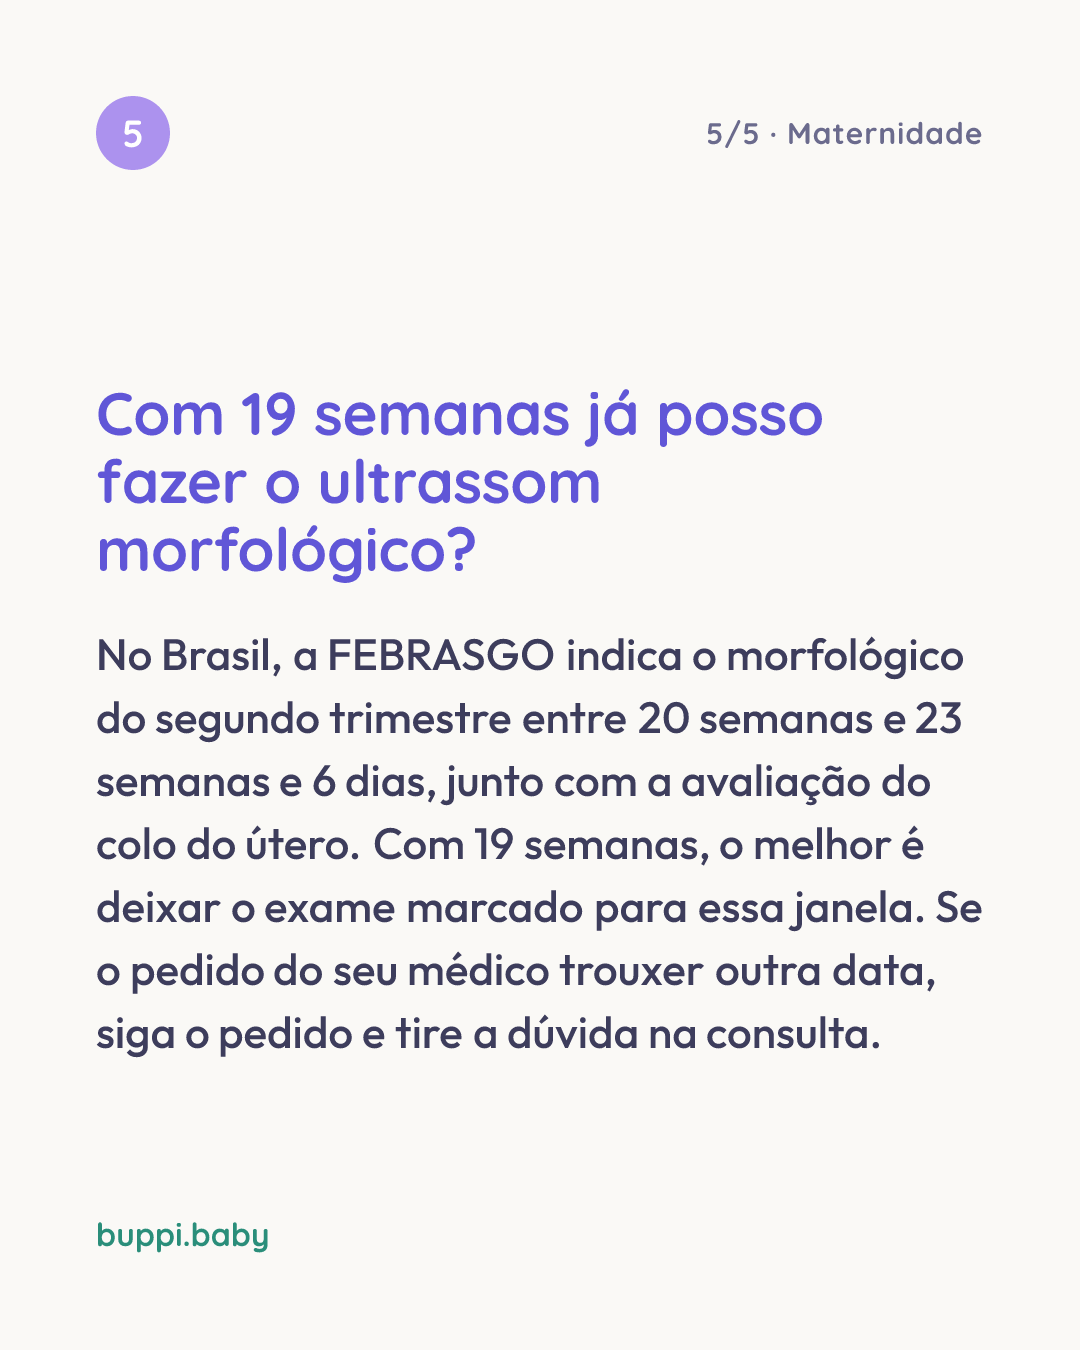 5
5/5 · Maternidade
Com 19 semanas já posso
fazer o ultrassom
morfológico?
No Brasil, a FEBRASGO indica o morfológico
do segundo trimestre entre 20 semanas e 23
semanas e 6 dias, junto com a avaliação do
colo do útero. Com 19 semanas, o melhor é
deixar o exame marcado para essa janela. Se
o pedido do seu médico trouxer outra data,
siga o pedido e tire a dúvida na consulta.
buppi.baby